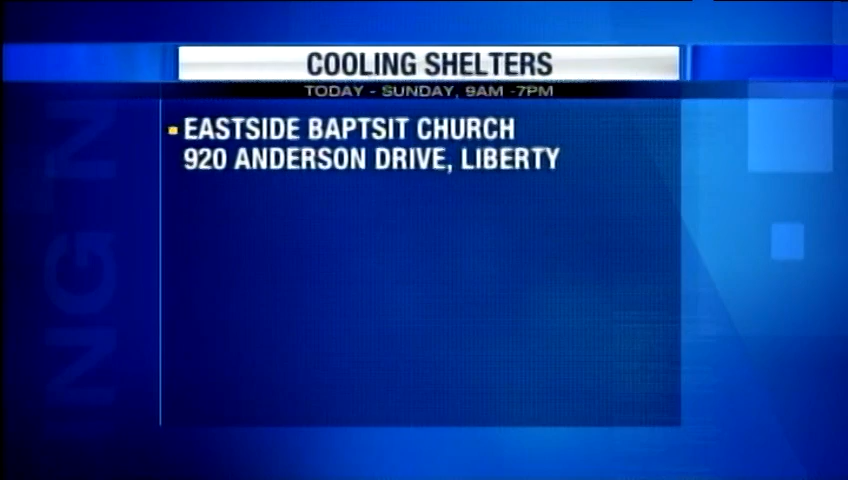 COOLING SHELTERS
TODAY - SUNDAY, 9AM -7PM
EASTSIDE BAPTSIT CHURCH
920 ANDERSON DRIVE, LIBERTY